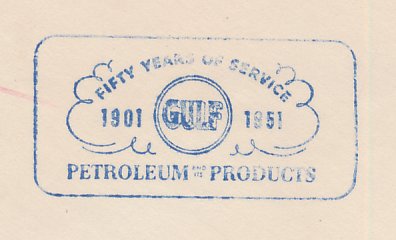 FIFTY YEARS OF SERVICE
1901 GULF 1951
PETROLEUM AND ITS PRODUCTS